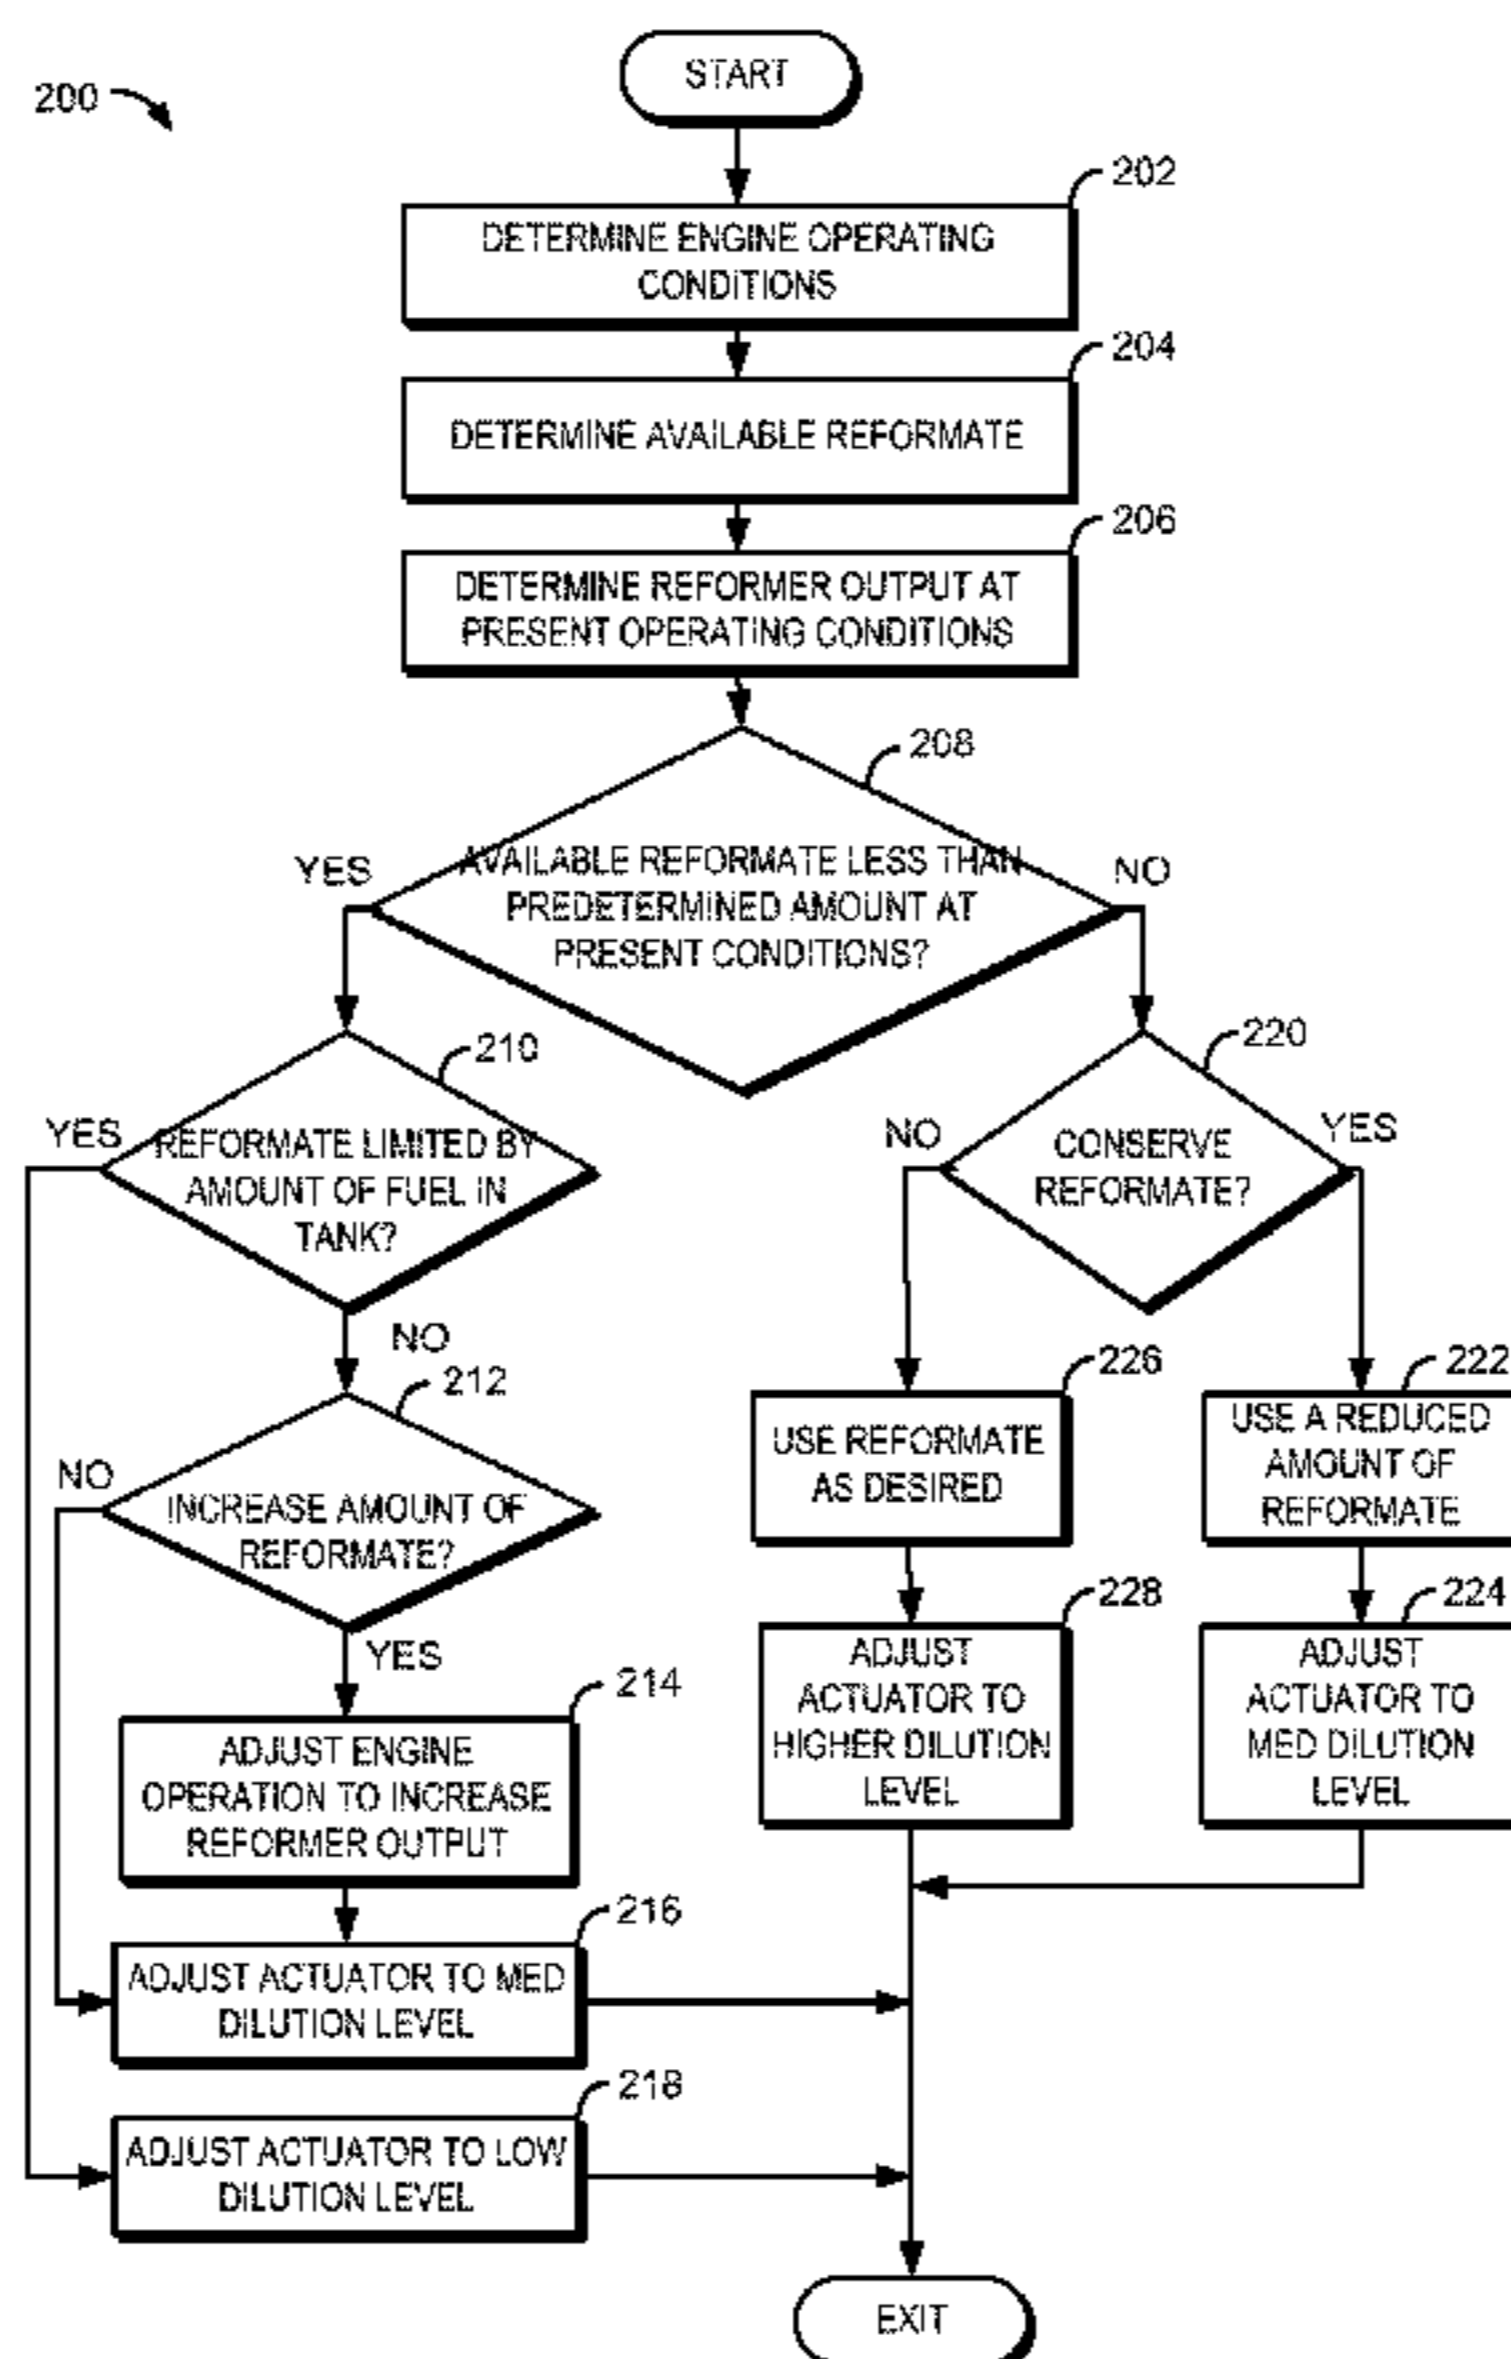 START
200
202
DETERMINE ENGINE OPERATING
CONDITIONS
204
DETERMINE AVAILABLE REFORMATE
206
DETERMINE REFORMER OUTPUT AT
PRESENT OPERATING CONDITIONS
208
YES
AVAILABLE REFORMATE LESS THAN
PREDETERMINED AMOUNT AT
PRESENT CONDITIONS?
NO
210
YES
REFORMATE LIMITED BY
AMOUNT OF FUEL IN
TANK?
NO
220
NO
CONSERVE
REFORMATE?
YES
212
NO
INCREASE AMOUNT OF
REFORMATE?
YES
226
USE REFORMATE
AS DESIRED
222
USE A REDUCED
AMOUNT OF
REFORMATE
228
ADJUST
ACTUATOR TO
HIGHER DILUTION
LEVEL
224
ADJUST
ACTUATOR TO
MED DILUTION
LEVEL
214
ADJUST ENGINE
OPERATION TO INCREASE
REFORMER OUTPUT
216
ADJUST ACTUATOR TO MED
DILUTION LEVEL
218
ADJUST ACTUATOR TO LOW
DILUTION LEVEL
EXIT